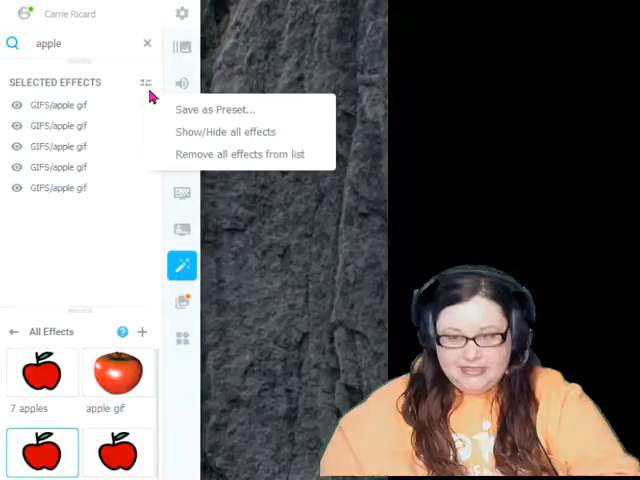 Carrie Ricard
apple
SELECTED EFFECTS
GIFS/apple gif
GIFS/apple gif
GIFS/apple gif
GIFS/apple gif
GIFS/apple gif
Save as Preset...
Show/Hide all effects
Remove all effects from list
All Effects
?
7 apples
apple gif